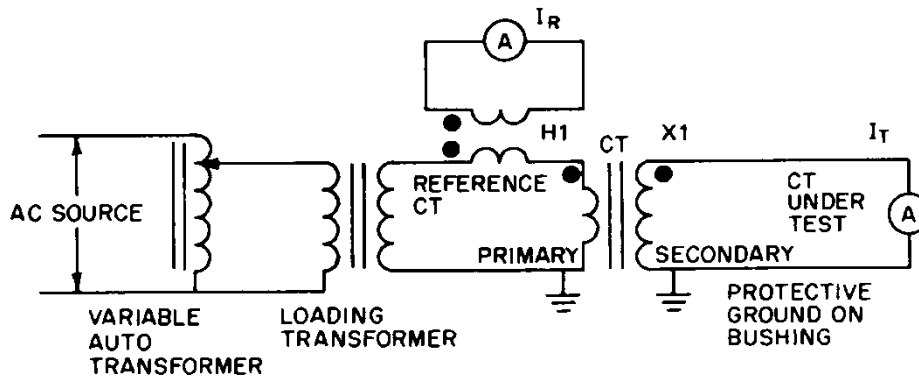 I_R
A
H1
X1
CT
I_T
AC SOURCE
REFERENCE
CT
CT
UNDER
TEST
A
PRIMARY
SECONDARY
VARIABLE
AUTO
TRANSFORMER
LOADING
TRANSFORMER
PROTECTIVE
GROUND ON
BUSHING